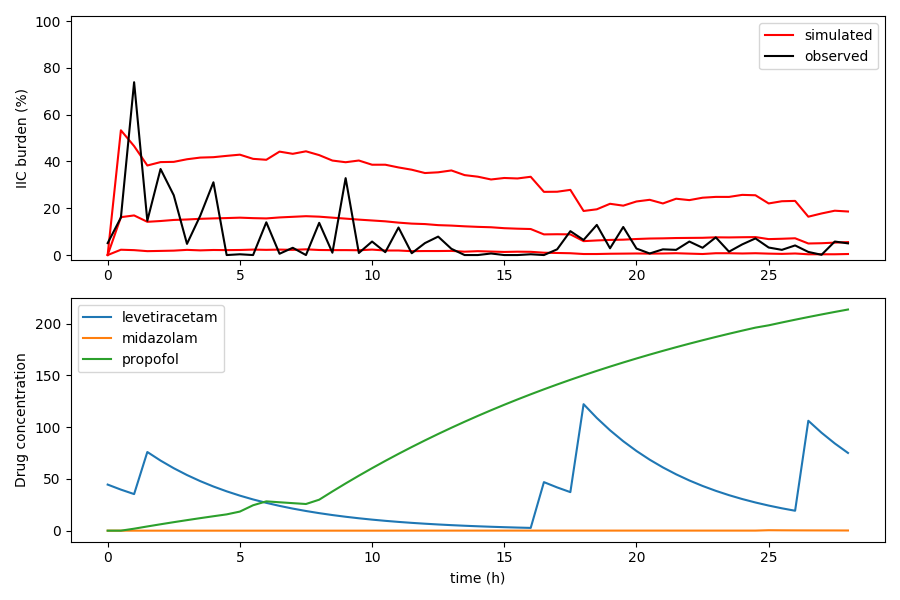 IIC burden (%)
100
80
60
40
20
0
simulated
observed
0
5
10
15
20
25
Drug concentration
200
150
100
50
0
levetiracetam
midazolam
propofol
0
5
10
15
20
25
time (h)